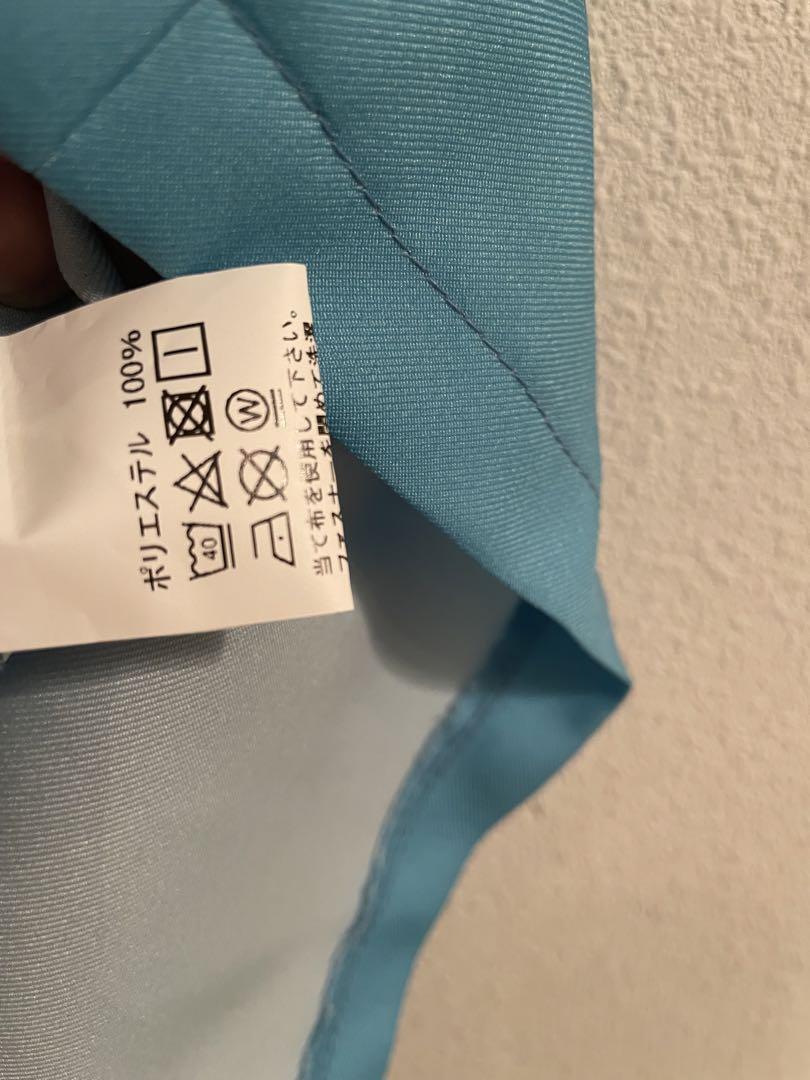 ポリエステル 100%
40
W
当て布を使用して下さい。
ファスナーを閉めて洗濯